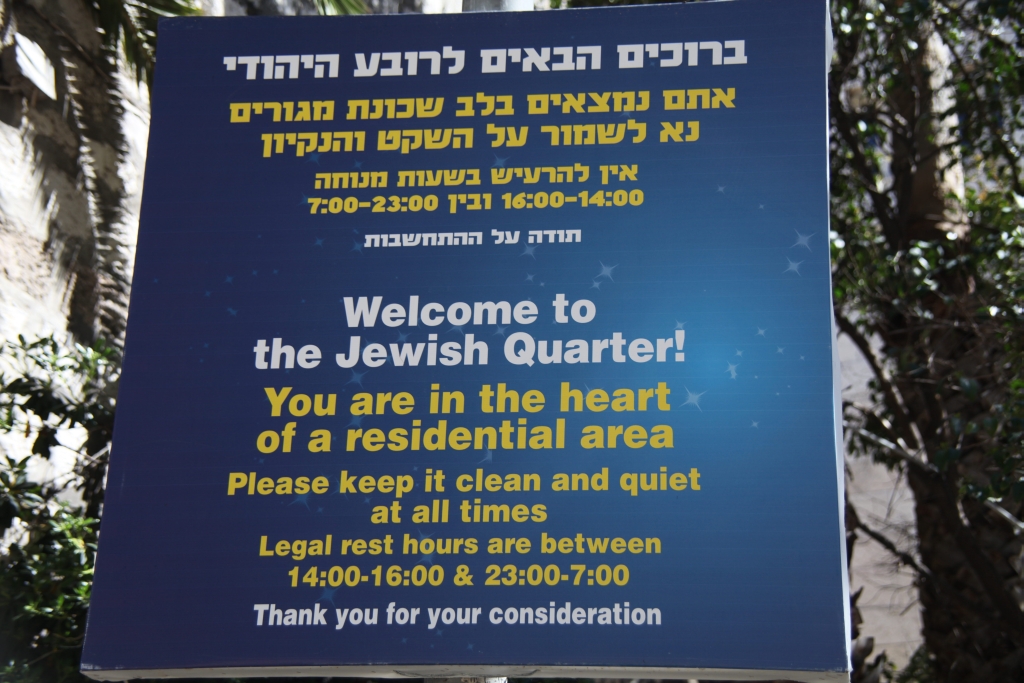 ברוכים הבאים לרובע היהודי
אתם נמצאים בלב שכונת מגורים
נא לשמור על השקט והנקיון
אין להרעיש בשעות מנוחה
16:00-14:00 ובין 7:00-23:00
תודה על ההתחשבות
Welcome to
the Jewish Quarter!
You are in the heart
of a residential area
Please keep it clean and quiet
at all times
Legal rest hours are between
14:00-16:00 & 23:00-7:00
Thank you for your consideration